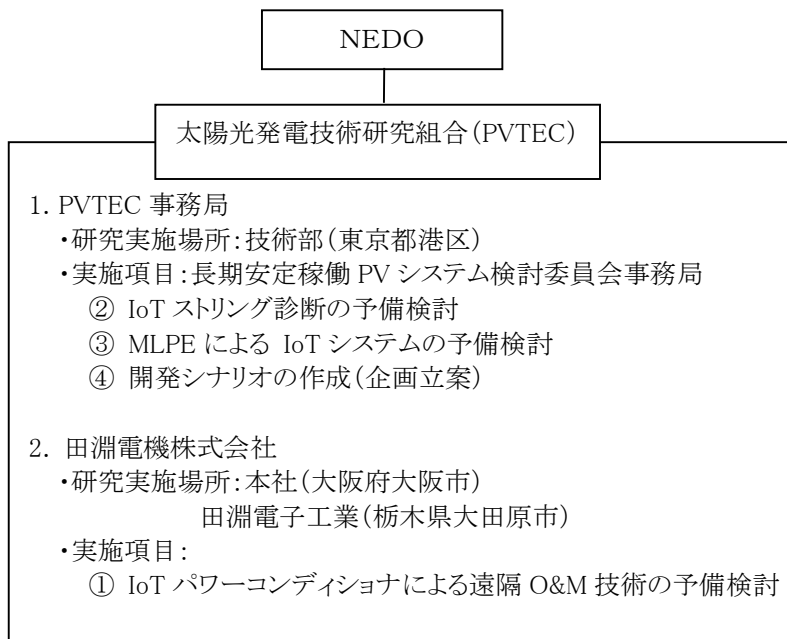 NEDO
太陽光発電技術研究組合(PVTEC)
1. PVTEC 事務局
・研究実施場所:技術部(東京都港区)
・実施項目:長期安定稼働 PV システム検討委員会事務局
② IoT ストリング診断の予備検討
③ MLPE による IoT システムの予備検討
④ 開発シナリオの作成(企画立案)
2. 田淵電機株式会社
・研究実施場所:本社(大阪府大阪市)
田淵電子工業(栃木県大田原市)
・実施項目:
① IoT パワーコンディショナによる遠隔 O&M 技術の予備検討